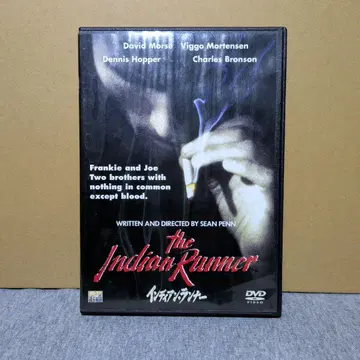 David Morse Viggo Mortensen
Dennis Hopper Charles Bronson
Frankie and Joe
Two brothers with
nothing in common
except blood.
WRITTEN AND DIRECTED BY SEAN PENN.
the
Indian Runner
インディアン・ランナー
DVD
VIDEO